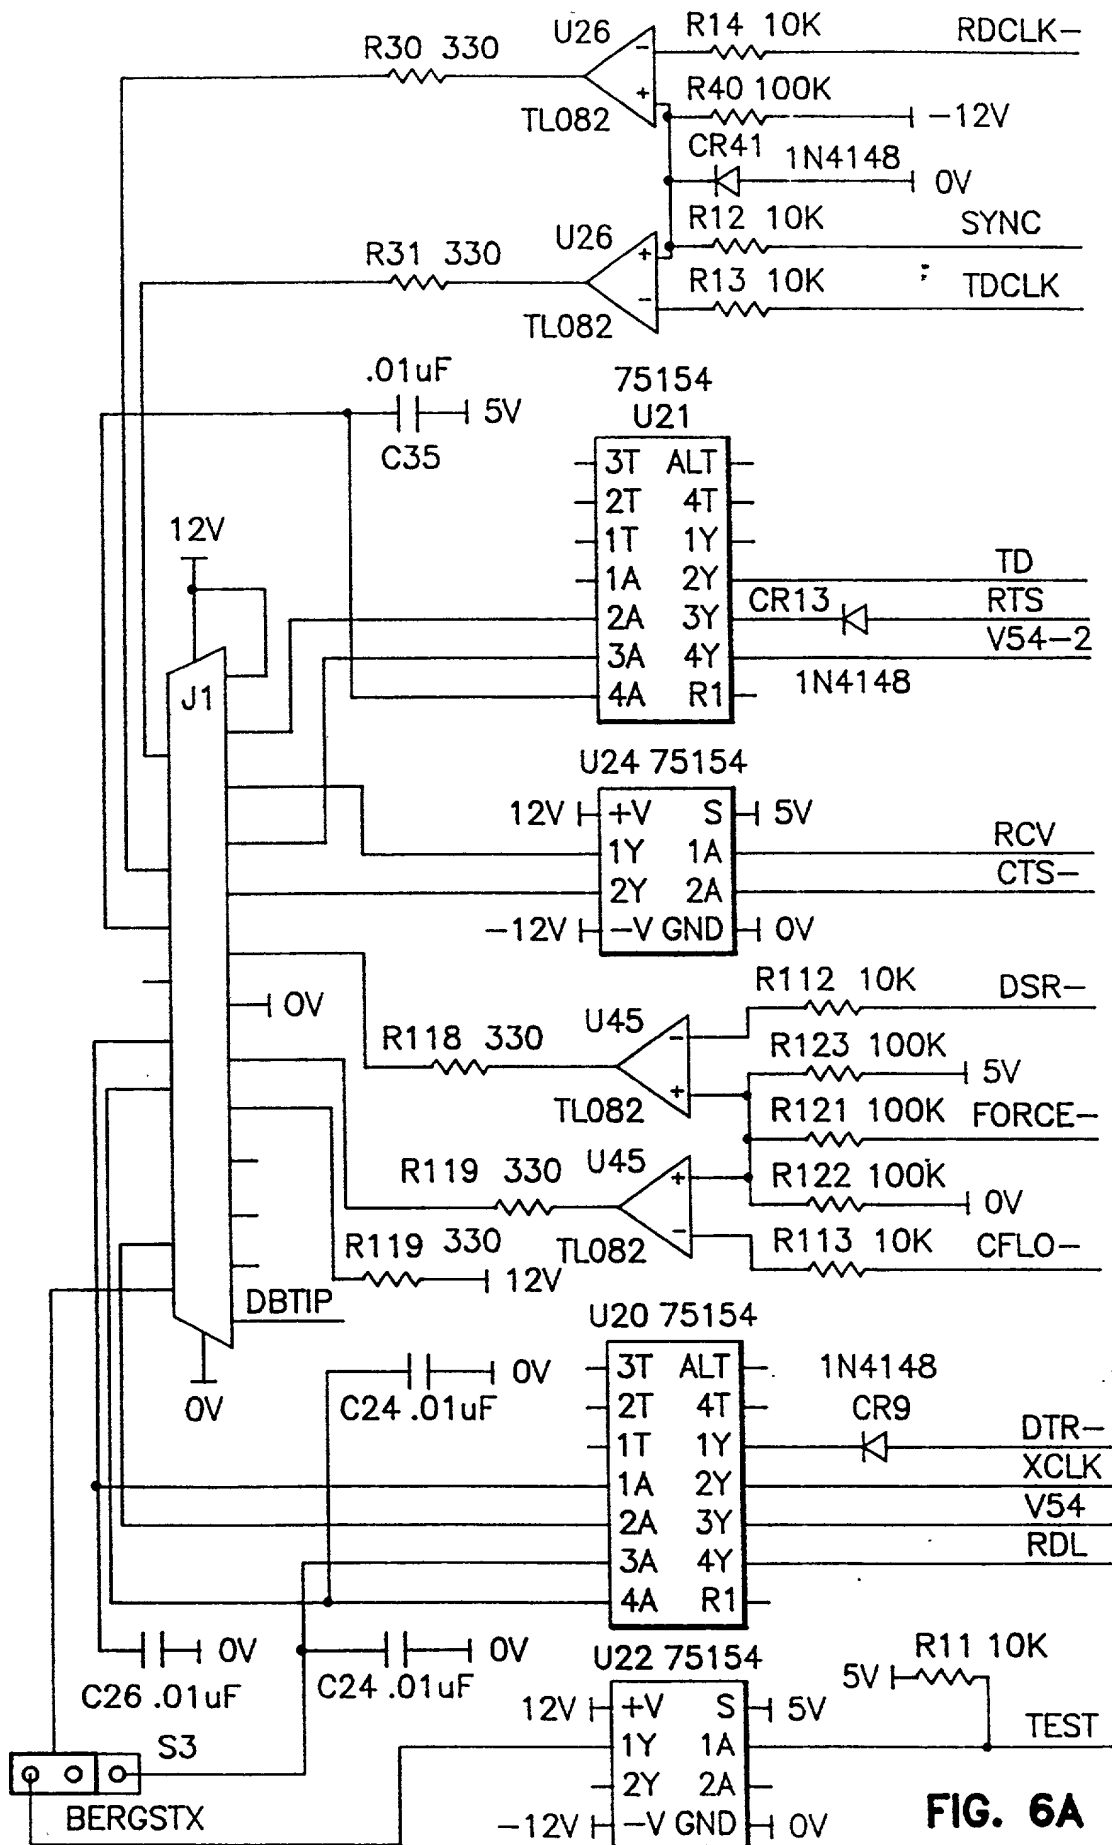 U26 R14 10K RDCLK-
R30 330
- 
+
R40 100K
TL082 -12V
CR41 1N4148
0V
R12 10K SYNC
U26
R31 330
+
-
R13 10K TDCLK
TL082
.01uF
5V
C35
75154
U21
3T ALT
2T 4T
1T 1Y
1A 2Y TD
2A 3Y CR13 RTS
3A 4Y V54-2
4A R1 1N4148
12V
J1
U24 75154
12V +V S 5V
1Y 1A RCV
2Y 2A CTS-
-12V -V GND 0V
0V
R112 10K DSR-
U45
R118 330
-
+
R123 100K
5V
TL082
R121 100K FORCE-
U45
R119 330
+
-
R122 100K
0V
TL082
R113 10K CFLO-
R119 330
12V
DBTIP
0V
U20 75154
3T ALT 1N4148
2T 4T CR9
1T 1Y DTR-
1A 2Y XCLK
2A 3Y V54
3A 4Y RDL
4A R1
0V
C24 .01uF
0V
C26 .01uF
0V
C24 .01uF
U22 75154
R11 10K
5V
12V +V S 5V
1Y 1A TEST
2Y 2A
-12V -V GND 0V
S3
BERGSTX
FIG. 6A